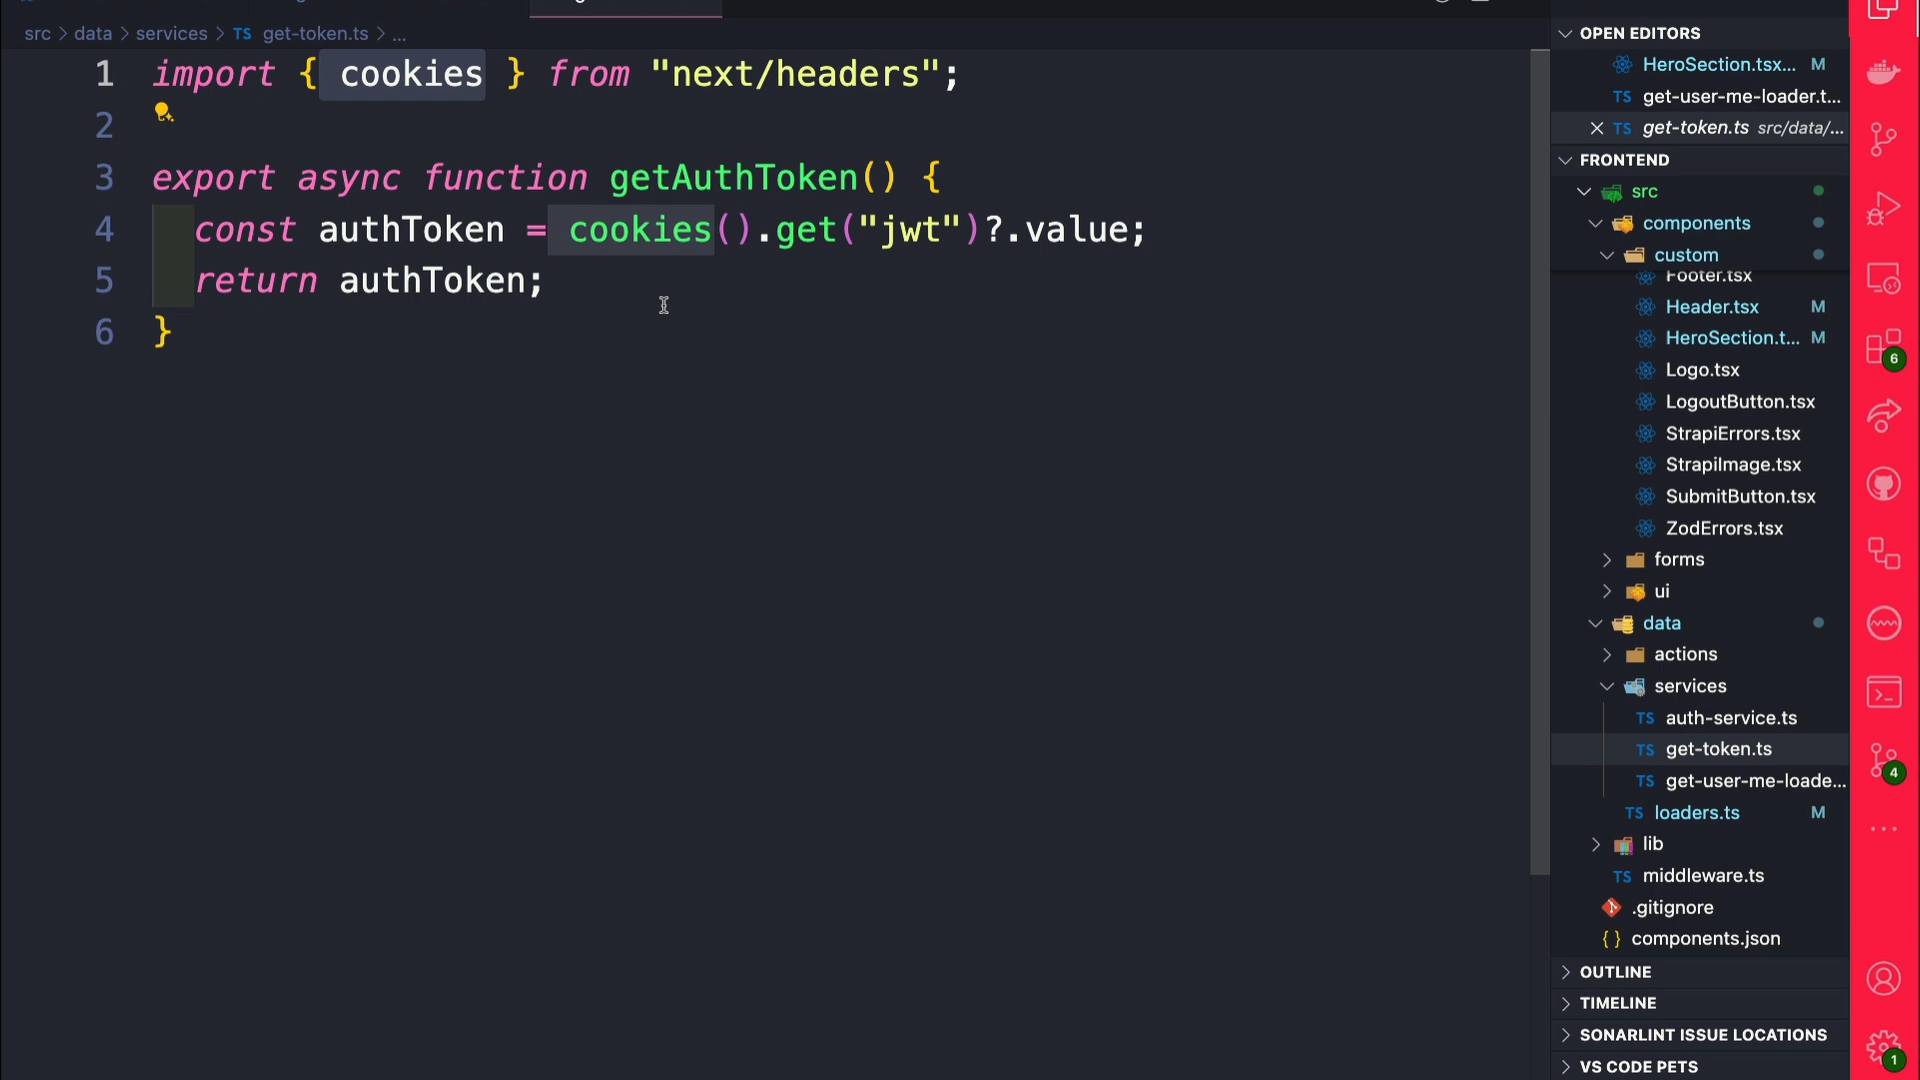 src > data > services > TS get-token.ts > ...
1 import { cookies } from "next/headers";
2
3 export async function getAuthToken() {
4 const authToken = cookies().get("jwt")?.value;
5 return authToken;
6 }
OPEN EDITORS
HeroSection.tsx... M
TS get-user-me-loader.t...
TS get-token.ts src/data/...
FRONTEND
src
components
custom
Footer.tsx
Header.tsx M
HeroSection.t... M
Logo.tsx
LogoutButton.tsx
StrapiErrors.tsx
StrapiImage.tsx
SubmitButton.tsx
ZodErrors.tsx
forms
ui
data
actions
services
TS auth-service.ts
TS get-token.ts
TS get-user-me-loade...
TS loaders.ts M
lib
TS middleware.ts
.gitignore
{} components.json
OUTLINE
TIMELINE
SONARLINT ISSUE LOCATIONS
VS CODE PETS
6
4
1